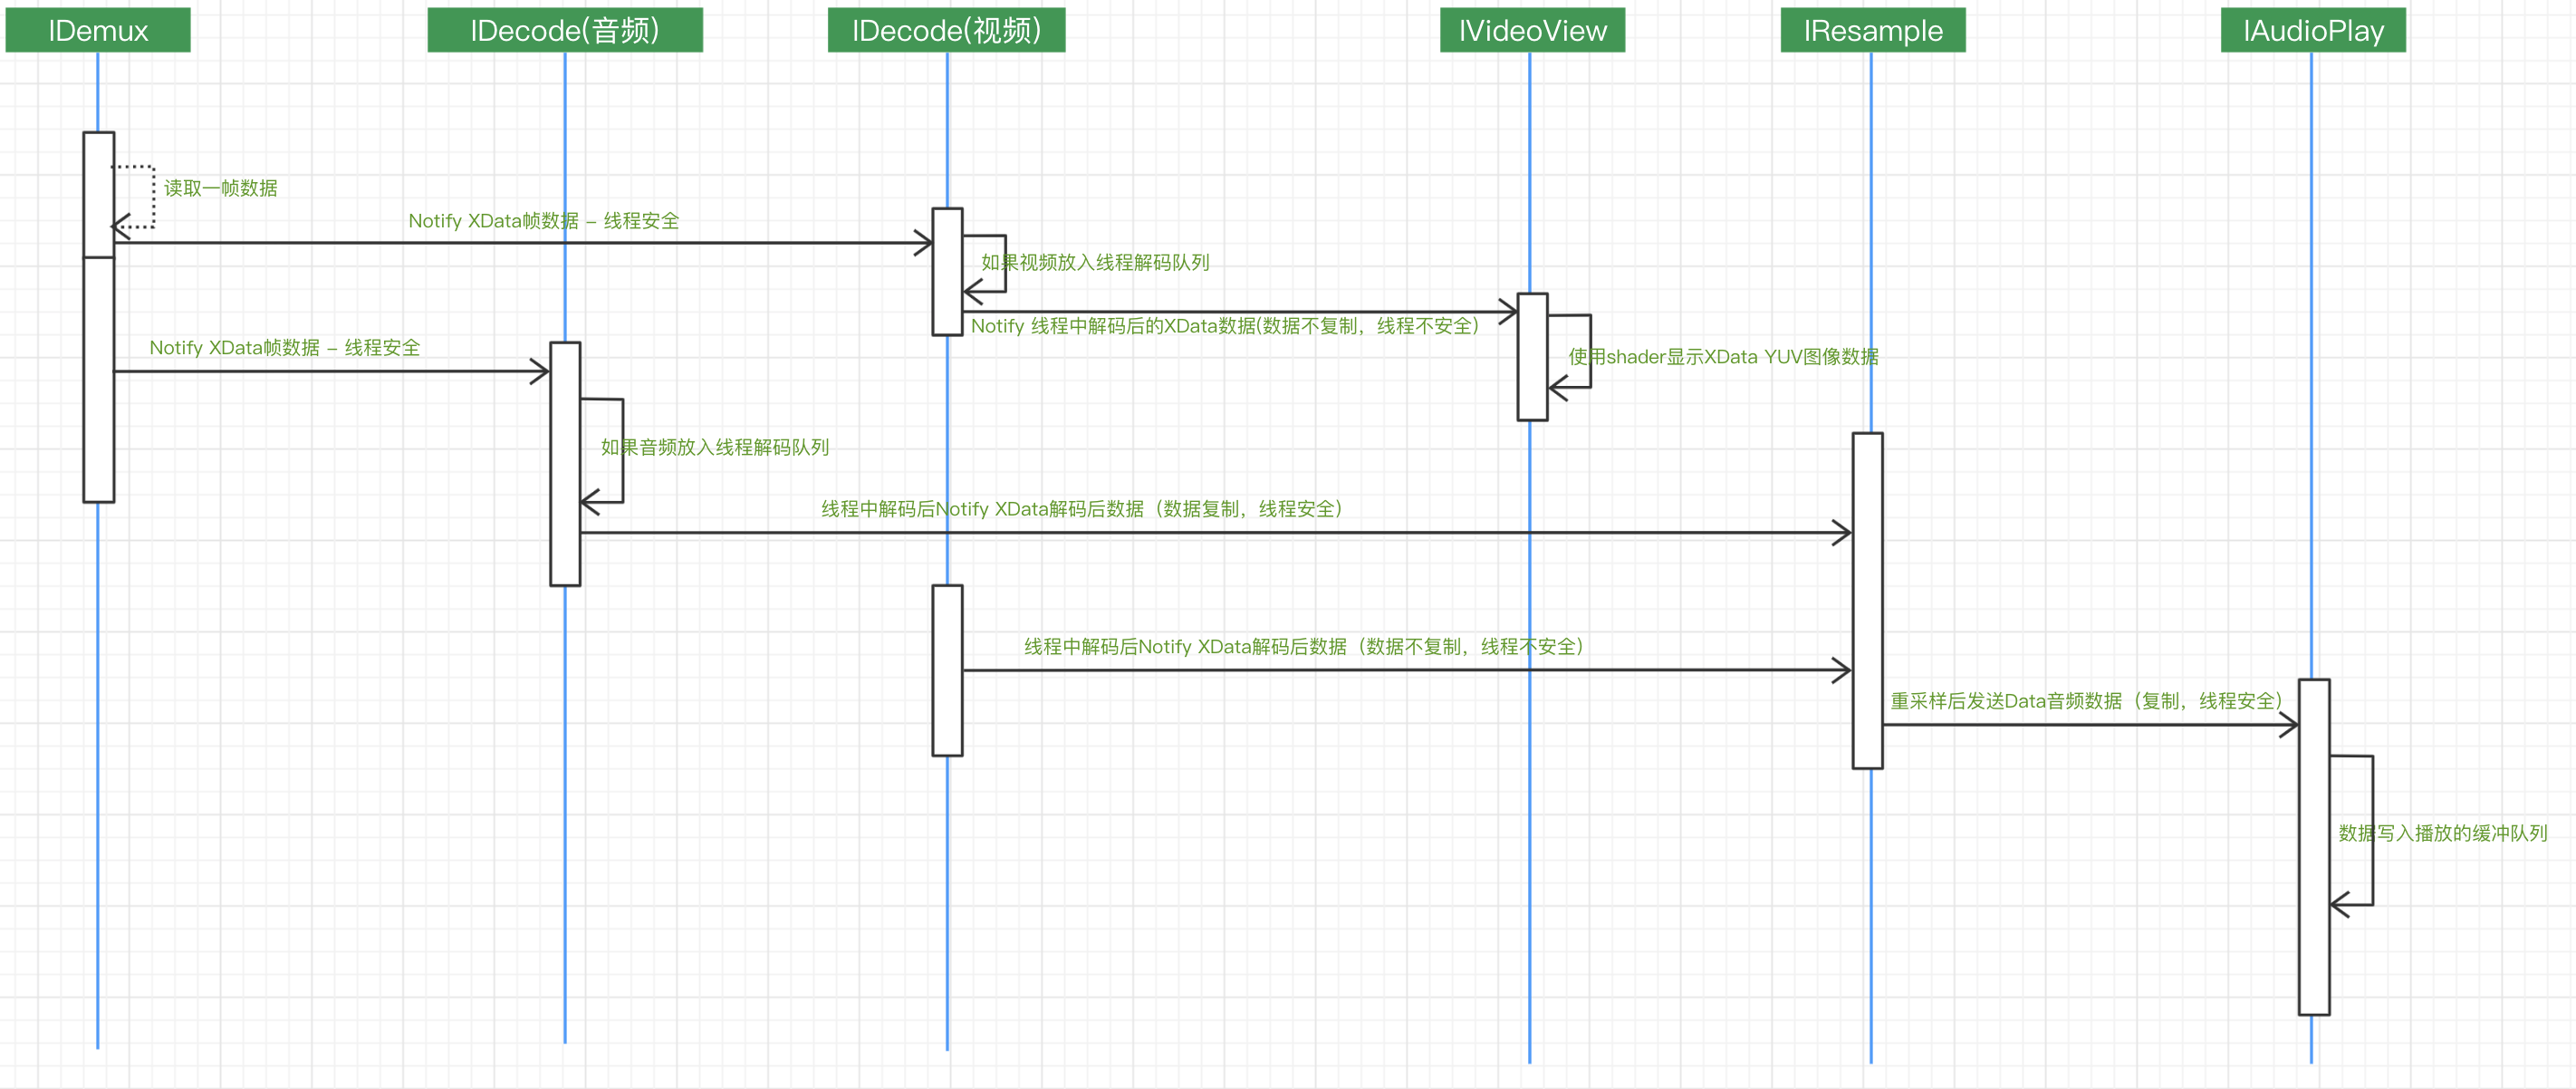 IDemux
IDecode(音频)
IDecode(视频)
IVideoView
IResample
IAudioPlay
读取一帧数据
Notify XData帧数据 – 线程安全
如果视频放入线程解码队列
Notify 线程中解码后的XData数据(数据不复制，线程不安全)
Notify XData帧数据 – 线程安全
使用shader显示XData YUV图像数据
如果音频放入线程解码队列
线程中解码后Notify XData解码后数据（数据复制，线程安全）
线程中解码后Notify XData解码后数据（数据不复制，线程不安全）
重采样后发送Data音频数据（复制，线程安全）
数据写入播放的缓冲队列